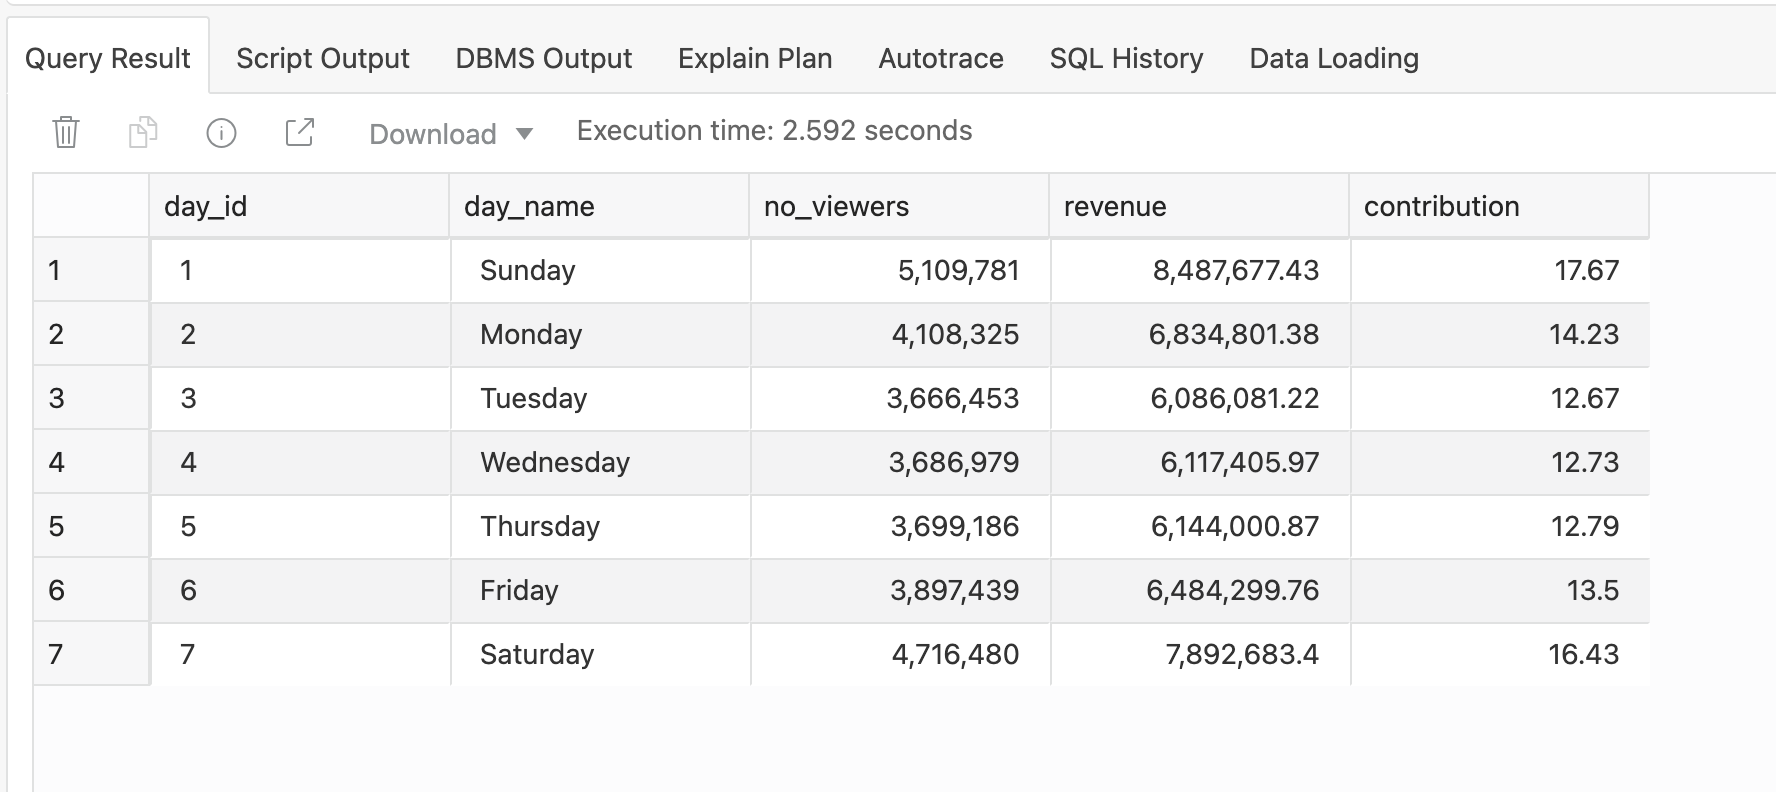 Query Result Script Output DBMS Output Explain Plan Autotrace SQL History Data Loading
Download Execution time: 2.592 seconds
day_id day_name no_viewers revenue contribution
1 1 Sunday 5,109,781 8,487,677.43 17.67
2 2 Monday 4,108,325 6,834,801.38 14.23
3 3 Tuesday 3,666,453 6,086,081.22 12.67
4 4 Wednesday 3,686,979 6,117,405.97 12.73
5 5 Thursday 3,699,186 6,144,000.87 12.79
6 6 Friday 3,897,439 6,484,299.76 13.5
7 7 Saturday 4,716,480 7,892,683.4 16.43